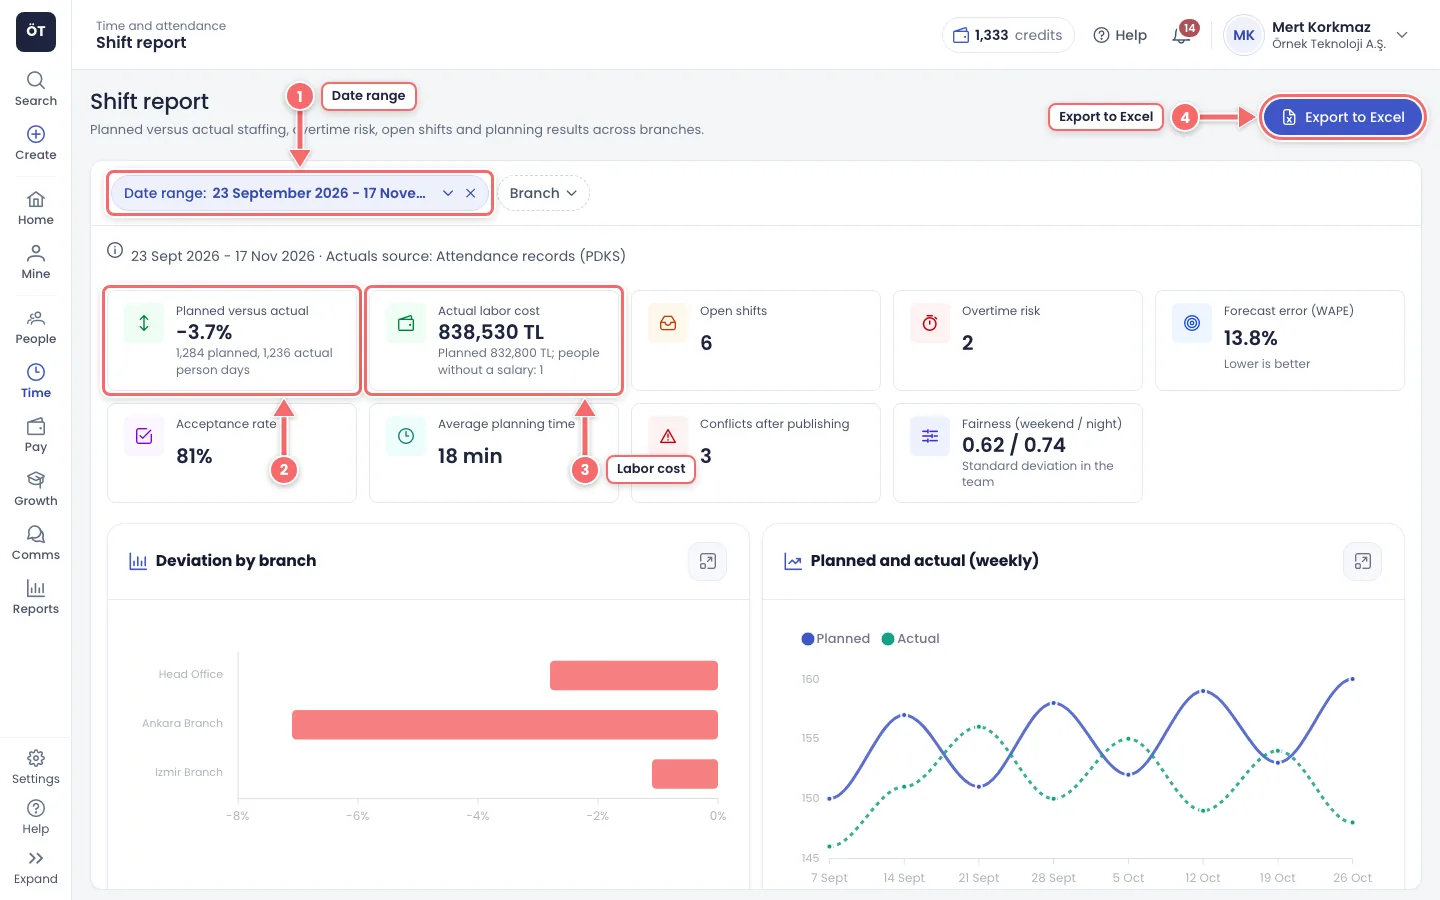 ÖT
Time and attendance
Shift report
1,333 credits
Help
14
MK
Mert Korkmaz
Örnek Teknoloji A.Ş.
Search
Create
Home
Mine
People
Time
Pay
Growth
Comms
Reports
Settings
Help
Expand
Shift report
1
Date range
Planned versus actual staffing, overtime risk, open shifts and planning results across branches.
Export to Excel
4
Export to Excel
Date range: 23 September 2026 - 17 Nove...
Branch
23 Sept 2026 - 17 Nov 2026 · Actuals source: Attendance records (PDKS)
Planned versus actual
-3.7%
1,284 planned, 1,236 actual
person days
Actual labor cost
838,530 TL
Planned 832,800 TL; people
without a salary: 1
Open shifts
6
Overtime risk
2
Forecast error (WAPE)
13.8%
Lower is better
Acceptance rate
81%
2
Average planning time
18 min
3
Labor cost
Conflicts after publishing
3
Fairness (weekend / night)
0.62 / 0.74
Standard deviation in the
team
Deviation by branch
Head Office
Ankara Branch
Izmir Branch
-8%
-6%
-4%
-2%
0%
Planned and actual (weekly)
Planned
Actual
160
155
150
145
7 Sept
14 Sept
21 Sept
28 Sept
5 Oct
12 Oct
19 Oct
26 Oct